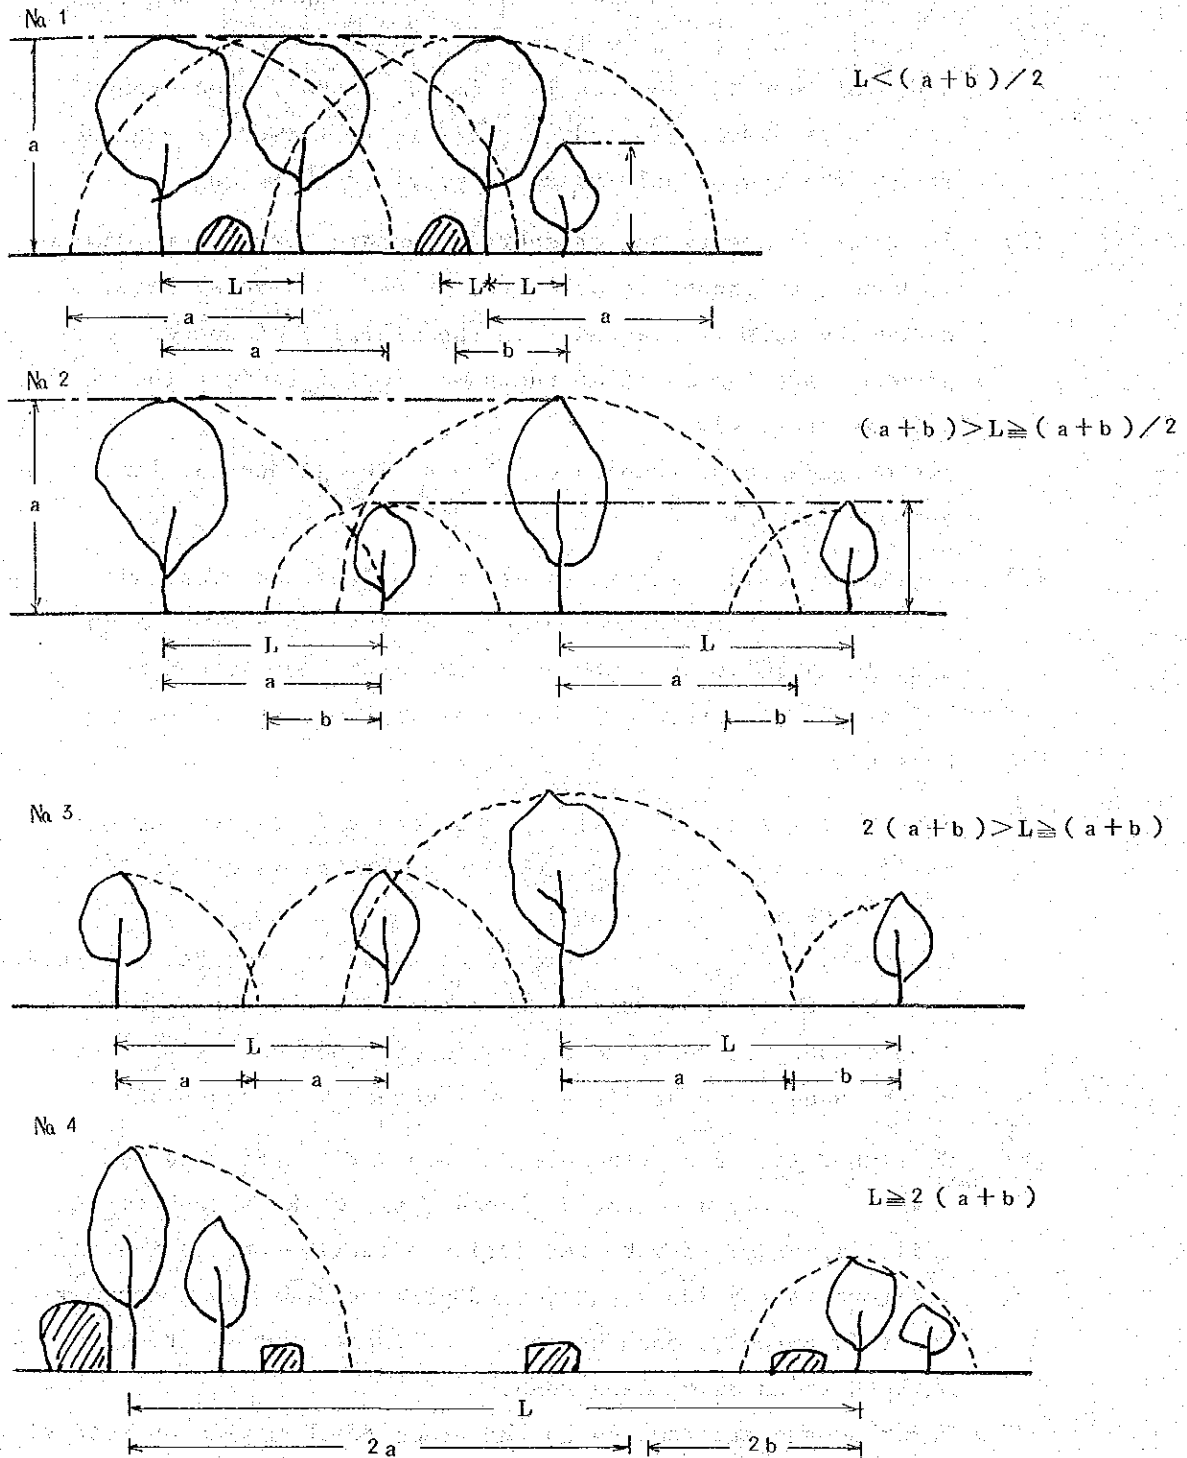 No. 1
L<(a+b)/2
a
L
L
L
a
a
a
b
No. 2
(a+b)>L≧(a+b)/2
a
L
L
a
a
b
b
No. 3
2(a+b)>L≧(a+b)
L
L
a
a
a
b
No. 4
L≧2(a+b)
L
2a
2b